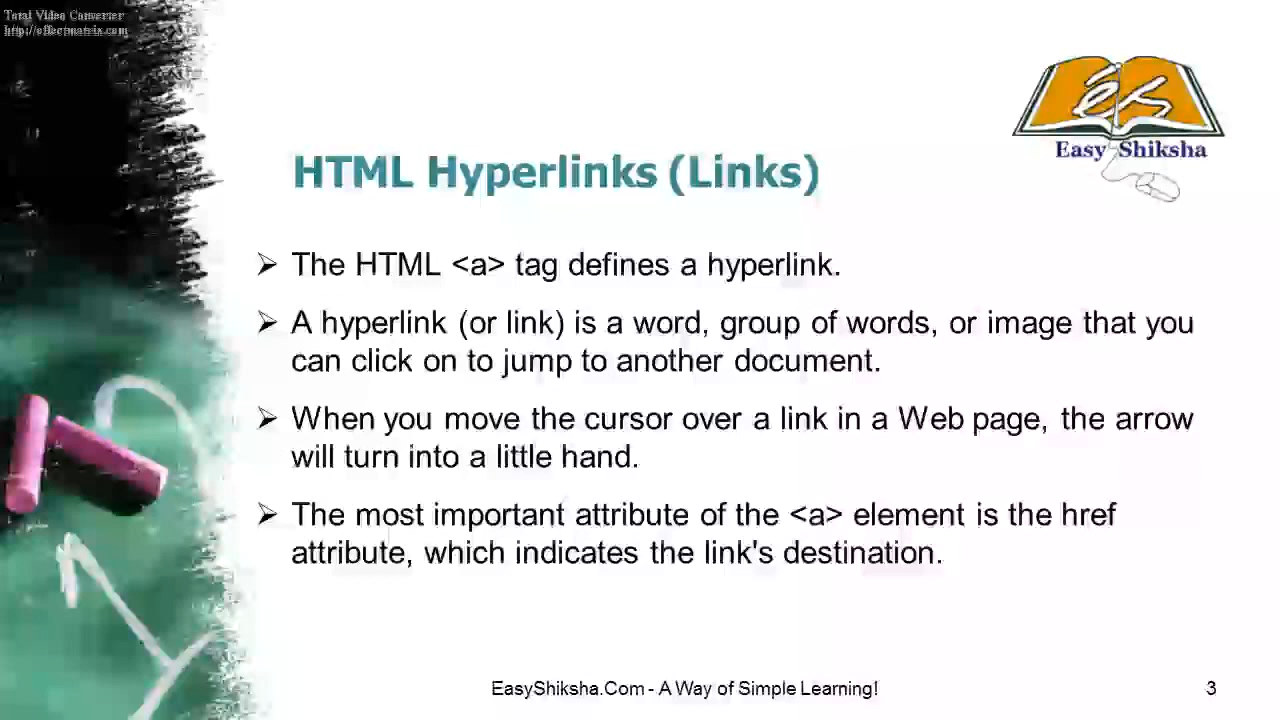 Total Video Converter
http://effectmatrix.com
Easy Shiksha
HTML Hyperlinks (Links)
➢ The HTML <a> tag defines a hyperlink.
➢ A hyperlink (or link) is a word, group of words, or image that you
can click on to jump to another document.
➢ When you move the cursor over a link in a Web page, the arrow
will turn into a little hand.
➢ The most important attribute of the <a> element is the href
attribute, which indicates the link's destination.
EasyShiksha.Com - A Way of Simple Learning!
3